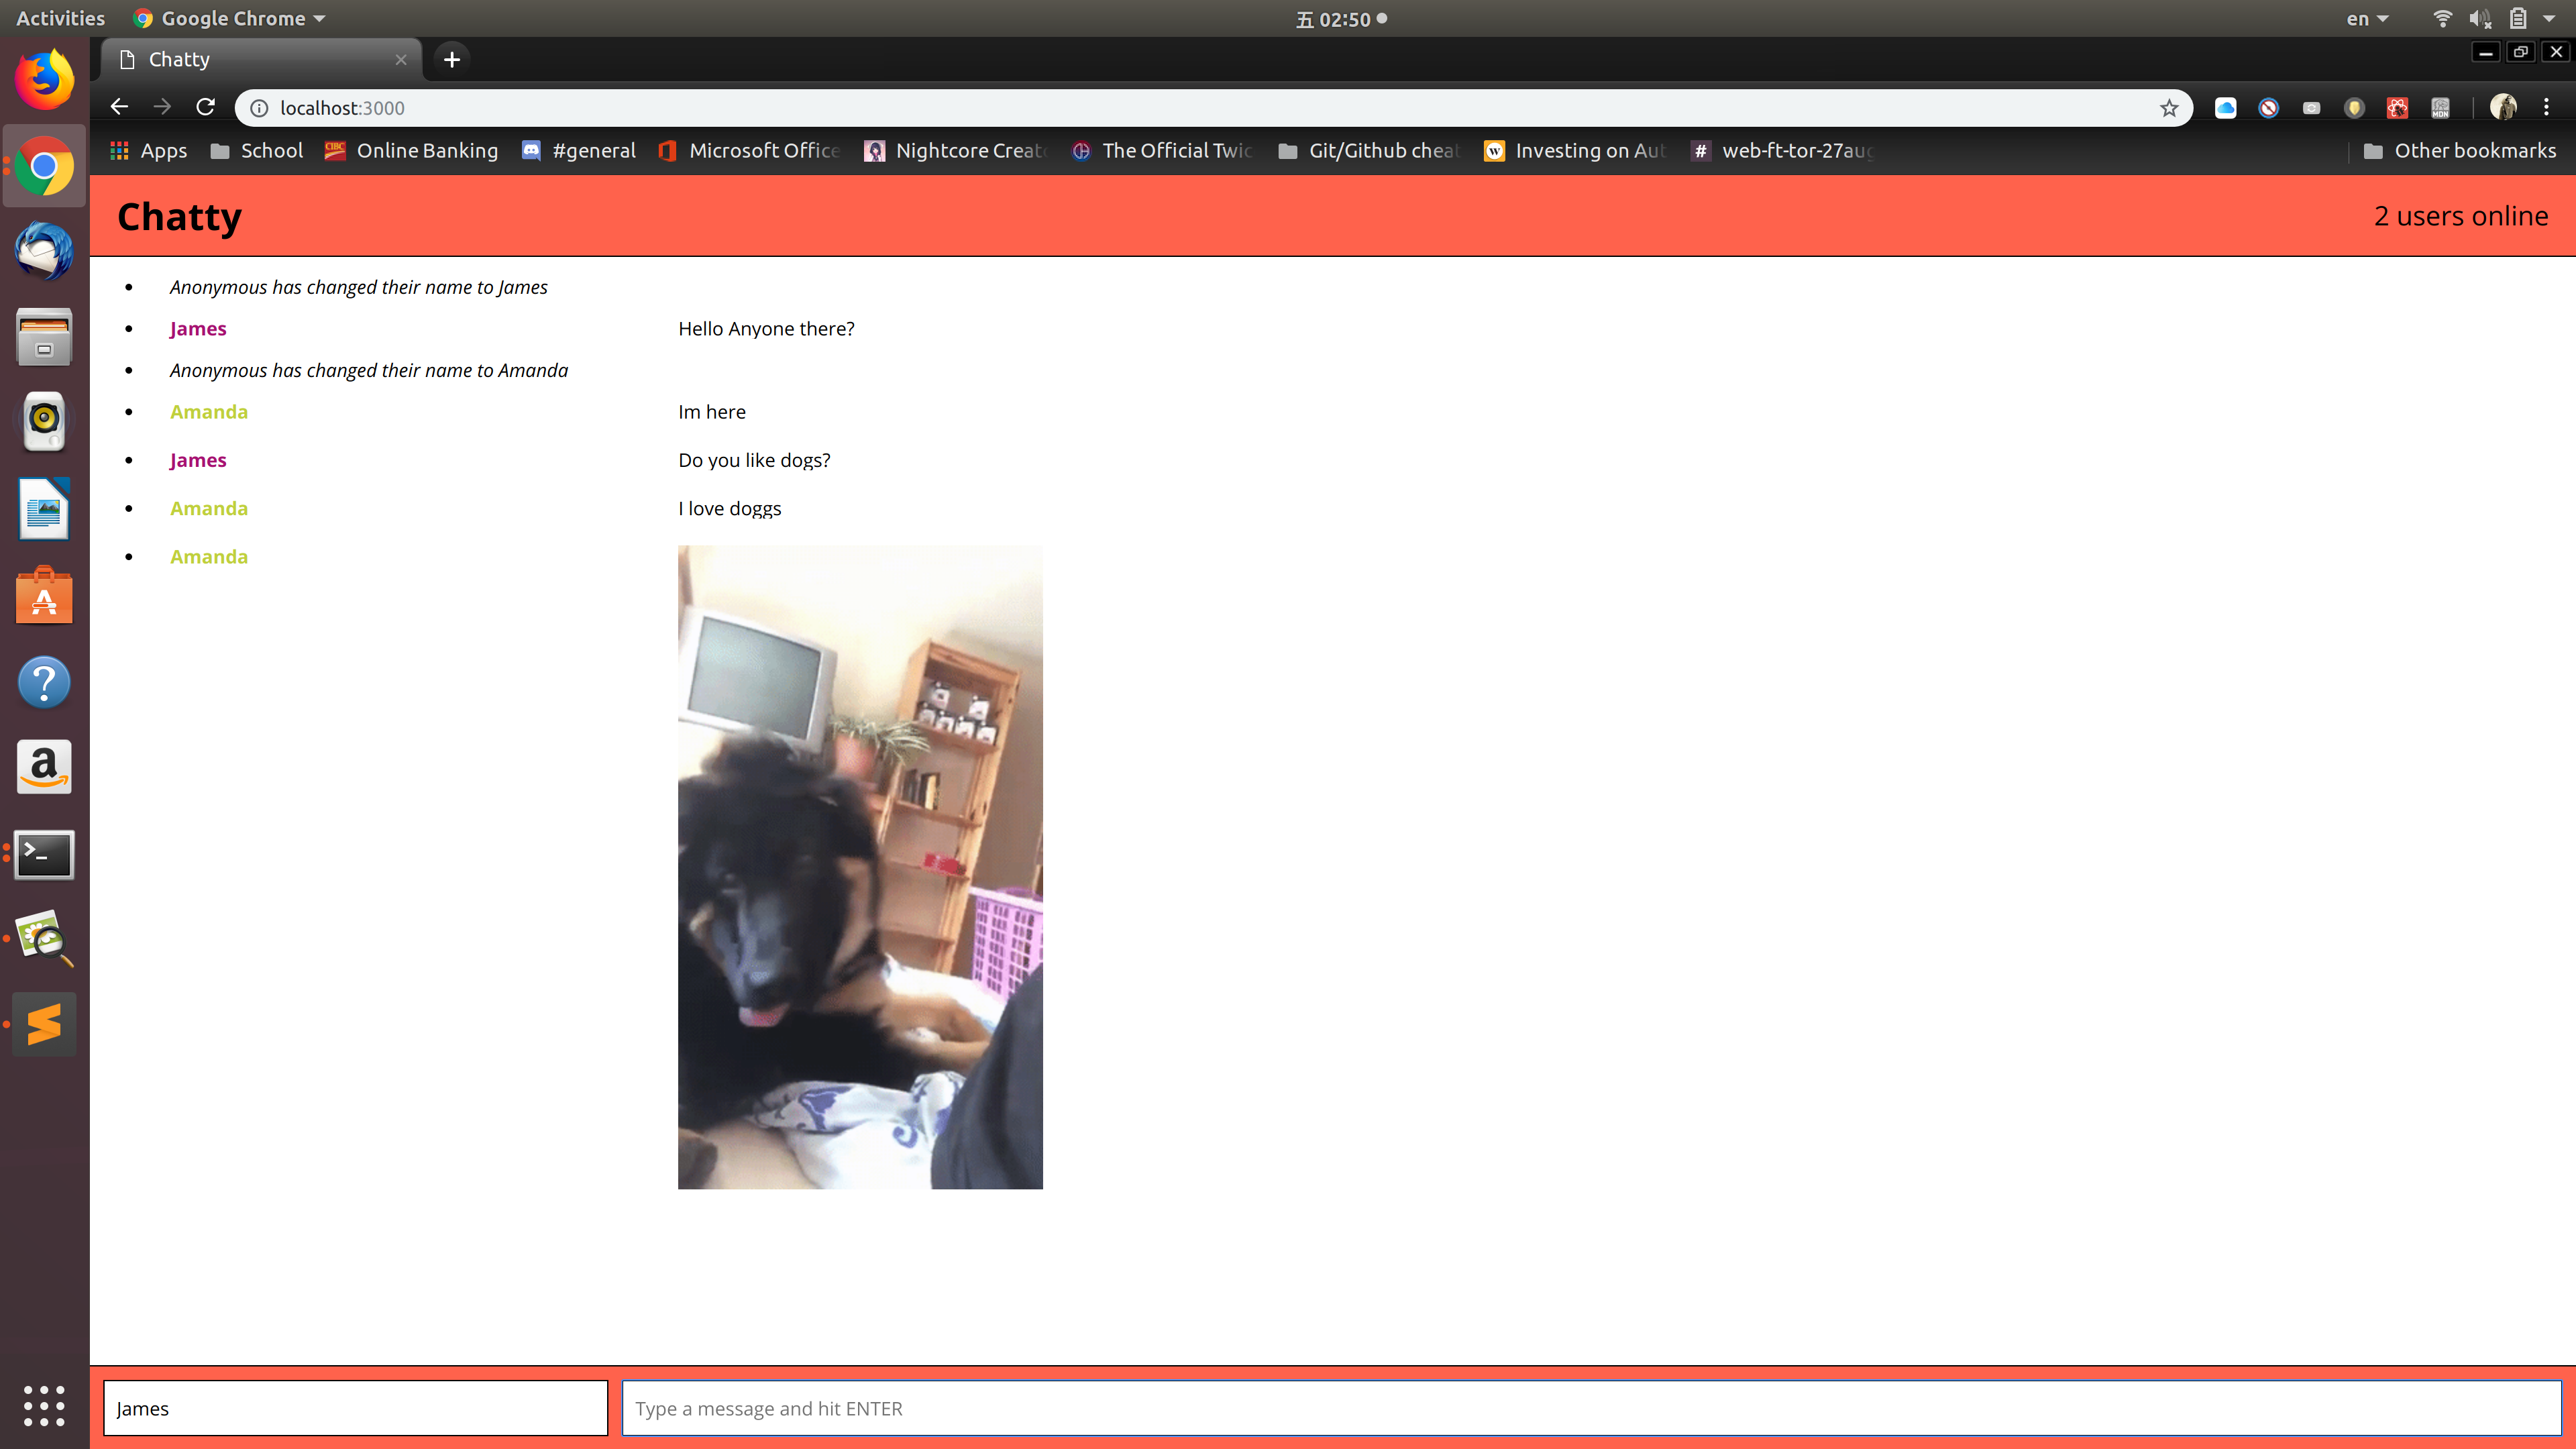 Activities Google Chrome 五 02:50 en
Chatty
localhost:3000
Apps School CIBC Online Banking #general Microsoft Office Nightcore Creat The Official Twic Git/Github cheat Investing on Aut # web-ft-tor-27aug Other bookmarks
Chatty 2 users online
Anonymous has changed their name to James
James Hello Anyone there?
Anonymous has changed their name to Amanda
Amanda Im here
James Do you like dogs?
Amanda I love doggs
Amanda
James Type a message and hit ENTER